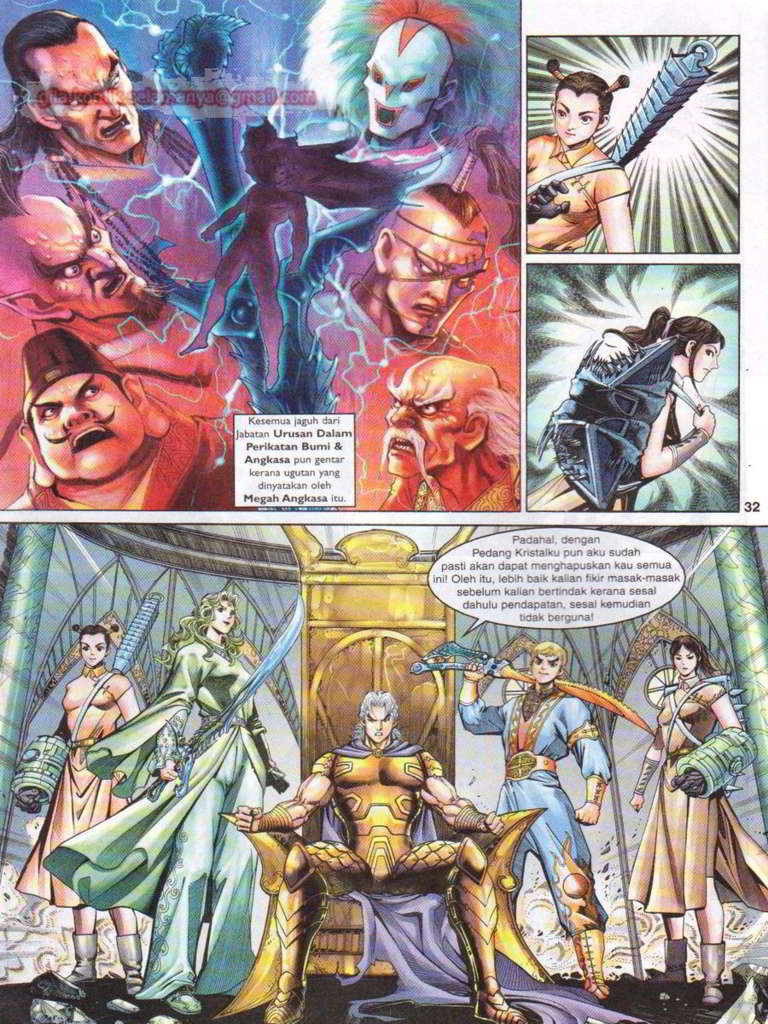 Kesemua jaguh dari
Jabatan Urusan Dalam
Perikatan Bumi &
Angkasa pun gentar
kerana ugutan yang
dinyatakan oleh
Megah Angkasa itu.
32
Padahal, dengan
Pedang Kristalku pun aku sudah
pasti akan dapat menghapuskan kau semua
ini! Oleh itu, lebih baik kalian fikir masak-masak
sebelum kalian bertindak kerana sesal
dahulu pendapatan, sesal kemudian
tidak berguna!